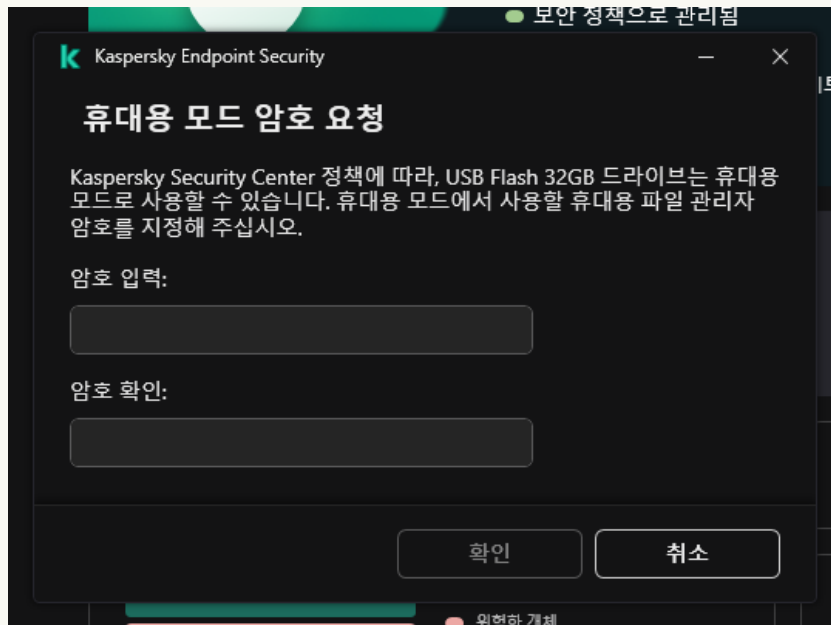 보안 정책으로 관리됨
Kaspersky Endpoint Security
휴대용 모드 암호 요청
Kaspersky Security Center 정책에 따라, USB Flash 32GB 드라이브는 휴대용
모드로 사용할 수 있습니다. 휴대용 모드에서 사용할 휴대용 파일 관리자
암호를 지정해 주십시오.
암호 입력:
암호 확인:
확인
취소
위험한 개체